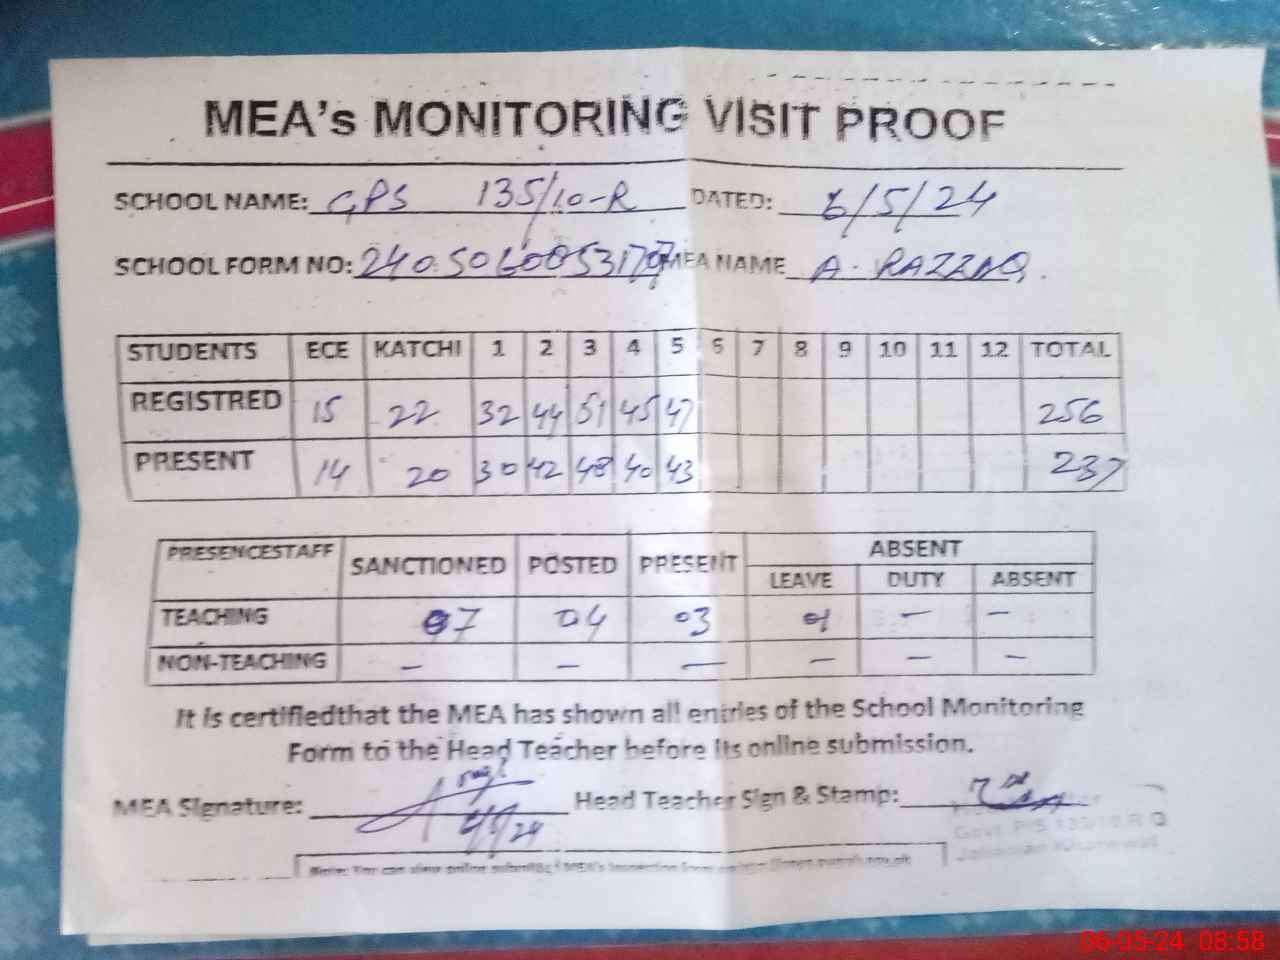 MEA's MONITORING VISIT PROOF
SCHOOL NAME: GPS 135/10-R DATED: 6/5/24
SCHOOL FORM NO: MEA NAME A. RAZZAQ.
STUDENTS ECE KATCHI 1 2 3 4 5 6 7 8 9 10 11 12 TOTAL
REGISTRED 15 22 32 44 51 45 47 256
PRESENT 14 20 30 42 48 40 43 237
PRESENCESTAFF SANCTIONED POSTED PRESENT ABSENT
LEAVE DUTY ABSENT
TEACHING 07 04 03 01 — —
NON-TEACHING — — — — — —
It is certifiedthat the MEA has shown all entries of the School Monitoring
Form to the Head Teacher before its online submission.
MEA Signature: Head Teacher Sign & Stamp:
06-05-24 08:58